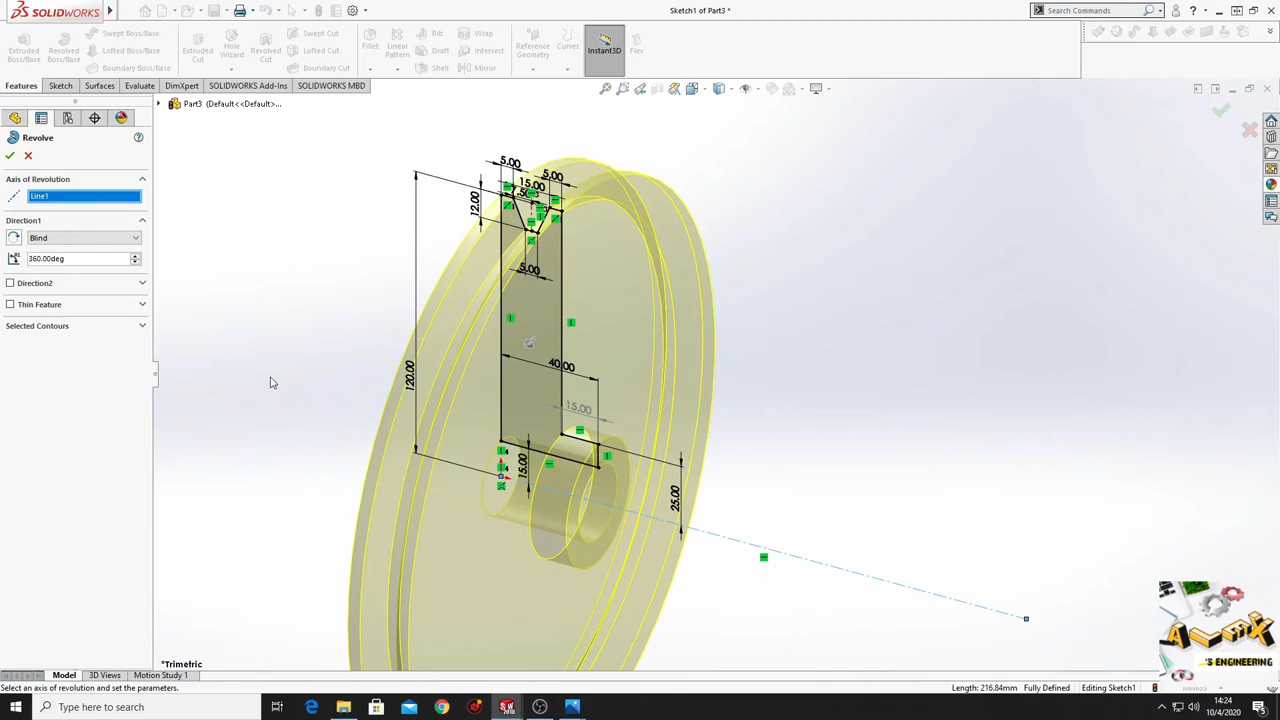 SOLIDWORKS
Sketch1 of Part3 *
Search Commands
Extruded Boss/Base
Revolved Boss/Base
Swept Boss/Base
Lofted Boss/Base
Boundary Boss/Base
Extruded Cut
Hole Wizard
Revolved Cut
Swept Cut
Lofted Cut
Boundary Cut
Fillet
Linear Pattern
Rib
Draft
Shell
Wrap
Intersect
Mirror
Reference Geometry
Curves
Instant3D
Flex
Features
Sketch
Surfaces
Evaluate
DimXpert
SOLIDWORKS Add-Ins
SOLIDWORKS MBD
Part3 (Default<<Default>...
Revolve
Axis of Revolution
Line1
Direction1
Blind
360.00deg
Direction2
Thin Feature
Selected Contours
5.00
5.00
15.00
12.00
5.00
120.00
40.00
15.00
15.00
25.00
*Trimetric
ALMX
'S ENGINEERING
Model
3D Views
Motion Study 1
Select an axis of revolution and set the parameters.
Length: 216.84mm
Fully Defined
Editing Sketch1
Type here to search
14:24
10/4/2020